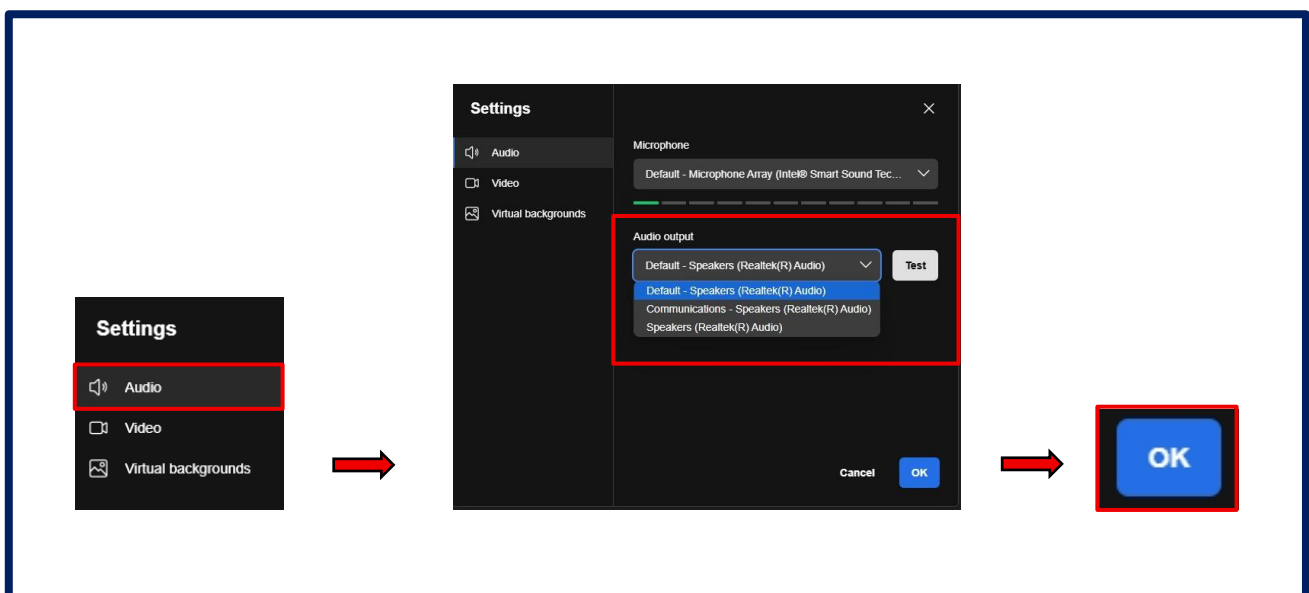 Settings
Audio
Video
Virtual backgrounds
Settings
Audio
Video
Virtual backgrounds
Microphone
Default - Microphone Array (Intel® Smart Sound Tec...
Audio output
Default - Speakers (Realtek(R) Audio)
Test
Default - Speakers (Realtek(R) Audio)
Communications - Speakers (Realtek(R) Audio)
Speakers (Realtek(R) Audio)
Cancel
OK
OK